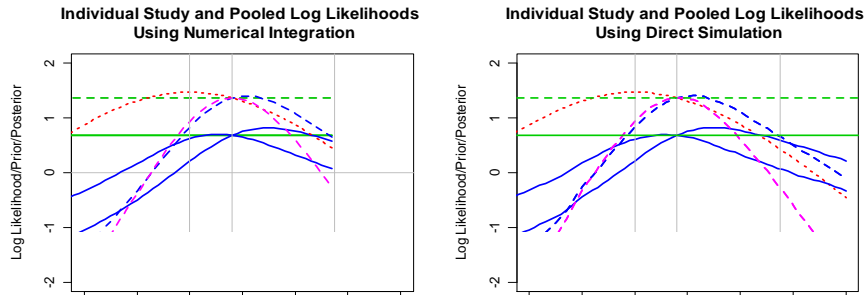 Individual Study and Pooled Log Likelihoods
Using Numerical Integration
Log Likelihood/Prior/Posterior
2
1
0
-1
-2
Individual Study and Pooled Log Likelihoods
Using Direct Simulation
Log Likelihood/Prior/Posterior
2
1
0
-1
-2